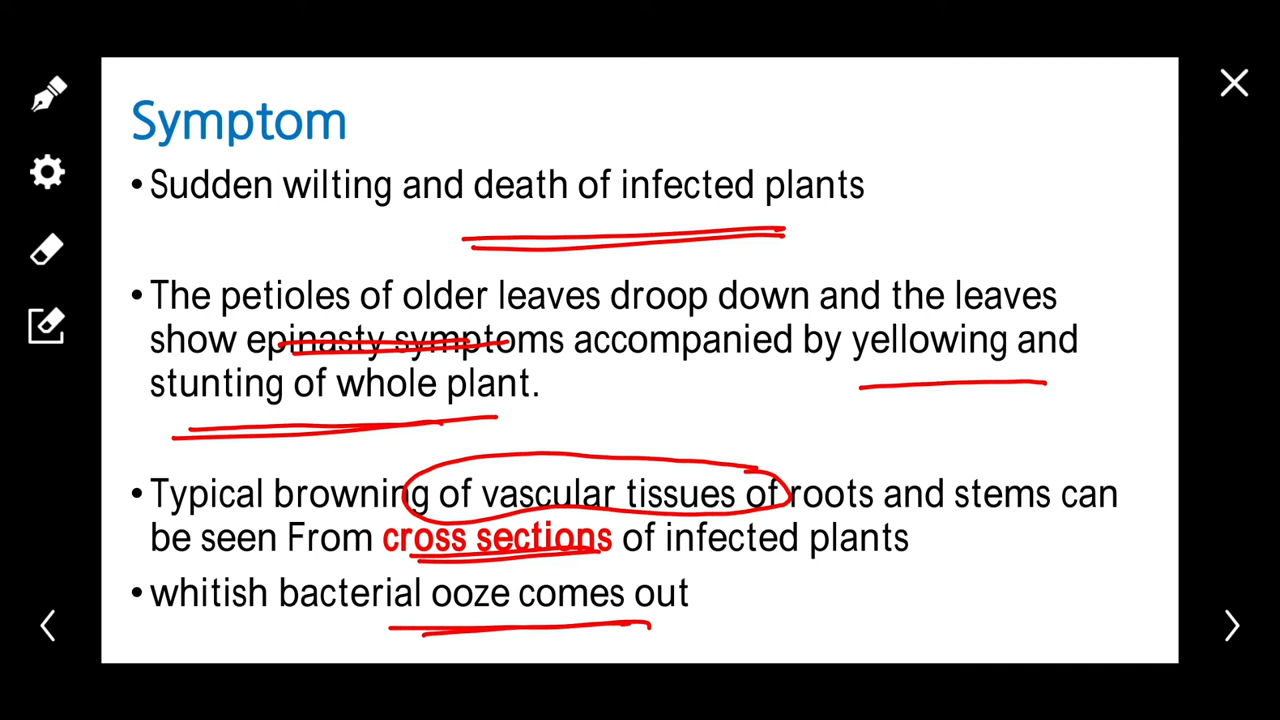 Symptom
•Sudden wilting and death of infected plants
•The petioles of older leaves droop down and the leaves
show epinasty symptoms accompanied by yellowing and
stunting of whole plant.
•Typical browning of vascular tissues of roots and stems can
be seen From cross sections of infected plants
•whitish bacterial ooze comes out